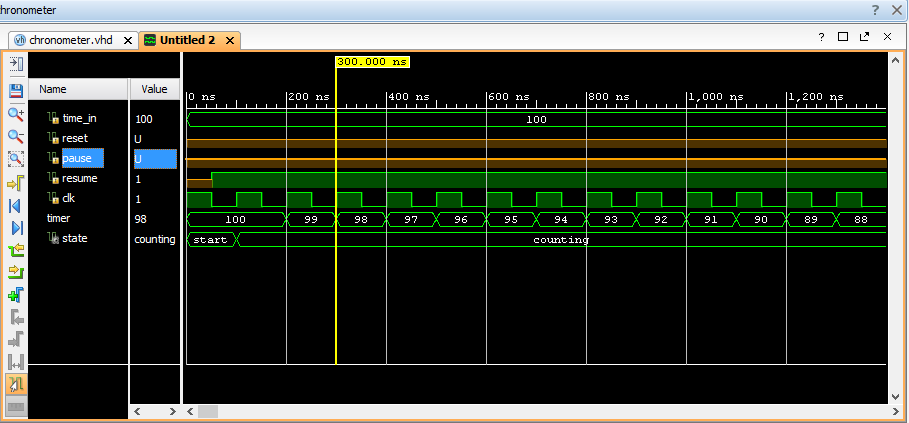 chronometer
chronometer.vhd Untitled 2
300.000 ns
Name Value
0 ns 200 ns 400 ns 600 ns 800 ns 1,000 ns 1,200 ns
time_in 100 100
reset U
pause U
resume 1
clk 1
timer 98 100 99 98 97 96 95 94 93 92 91 90 89 88
state counting start counting